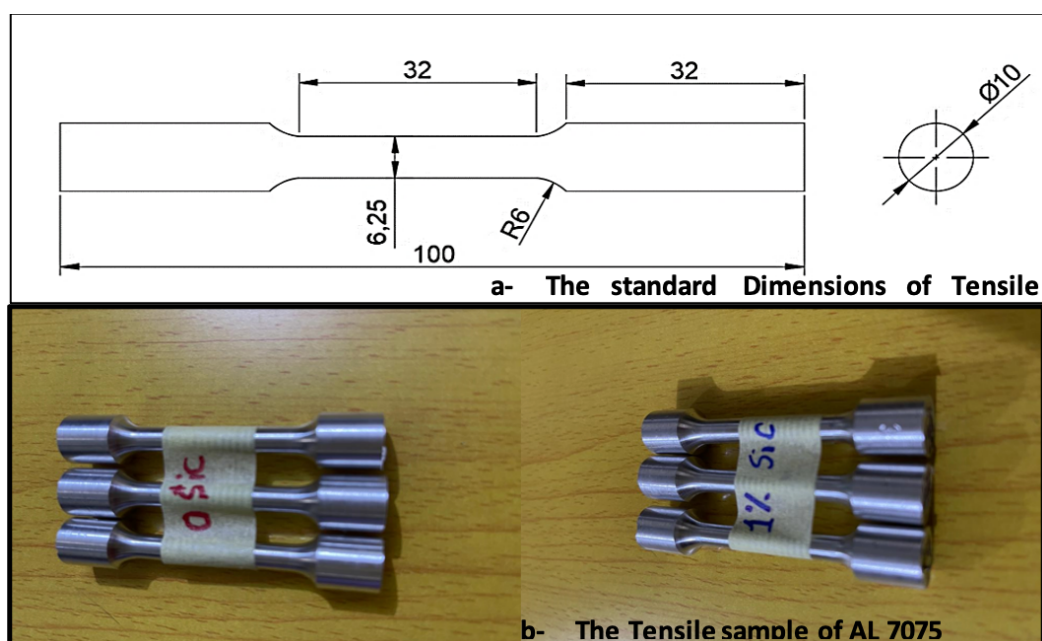 32
32
Ø10
6,25
R6
100
a- The standard Dimensions of Tensile
0 SiC
1% SiC
b- The Tensile sample of AL 7075